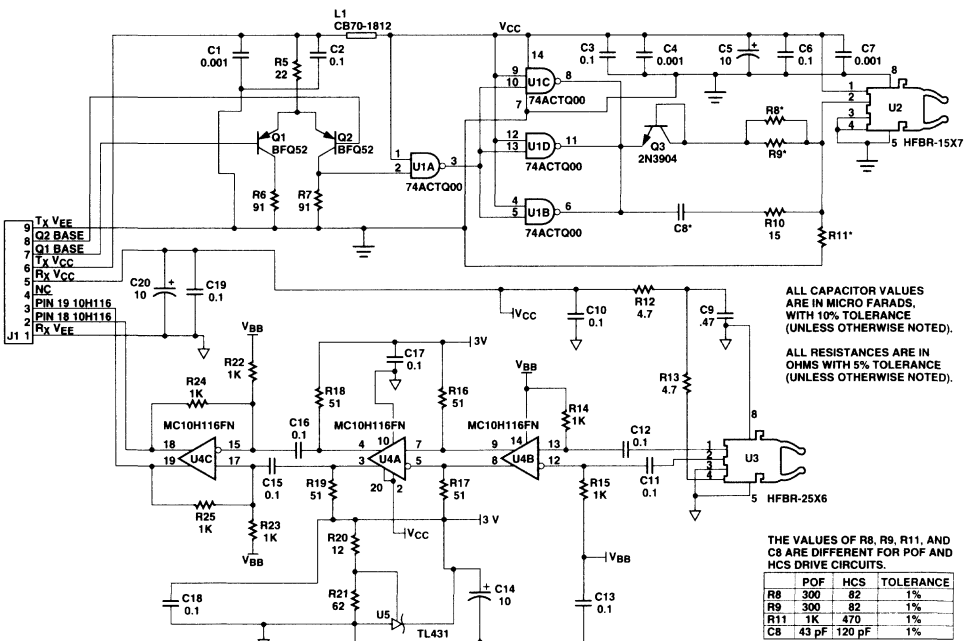 L1
CB70-1812
VCC
C1
0.001
C2
0.1
R5
22
14
9
10
U1C
8
74ACTQ00
7
C3
0.1
C4
0.001
C5
10
+
C6
0.1
C7
0.001
8
1
2
3
4
U2
5
HFBR-15X7
Q1
BFQ52
Q2
BFQ52
1
2
U1A
3
74ACTQ00
12
13
U1D
11
74ACTQ00
Q3
2N3904
R8*
R9*
R6
91
R7
91
4
5
U1B
6
74ACTQ00
C8*
R10
15
R11*
9 TX VEE
8 Q2 BASE
7 Q1 BASE
6 TX VCC
5 RX VCC
4 NC
3 PIN 19 10H116
2 PIN 18 10H116
J1 1 RX VEE
C20
10
+
C19
0.1
VCC
C10
0.1
R12
4.7
C9
.47
ALL CAPACITOR VALUES
ARE IN MICRO FARADS,
WITH 10% TOLERANCE
(UNLESS OTHERWISE NOTED).
ALL RESISTANCES ARE IN
OHMS WITH 5% TOLERANCE
(UNLESS OTHERWISE NOTED).
VBB
R22
1K
R24
1K
C17
0.1
3V
R18
51
R16
51
VBB
R14
1K
R13
4.7
MC10H116FN
18
19
U4C
15
17
C16
0.1
C15
0.1
MC10H116FN
4
3
10
U4A
7
5
20
2
VCC
MC10H116FN
9
8
14
U4B
13
12
C12
0.1
C11
0.1
8
1
2
3
4
U3
5
HFBR-25X6
R25
1K
R23
1K
VBB
R19
51
R17
51
3 V
R15
1K
VBB
R20
12
R21
62
U5
TL431
C18
0.1
C14
10
+
C13
0.1
THE VALUES OF R8, R9, R11, AND
C8 ARE DIFFERENT FOR POF AND
HCS DRIVE CIRCUITS.
POF HCS TOLERANCE
R8 300 82 1%
R9 300 82 1%
R11 1K 470 1%
C8 43 pF 120 pF 1%